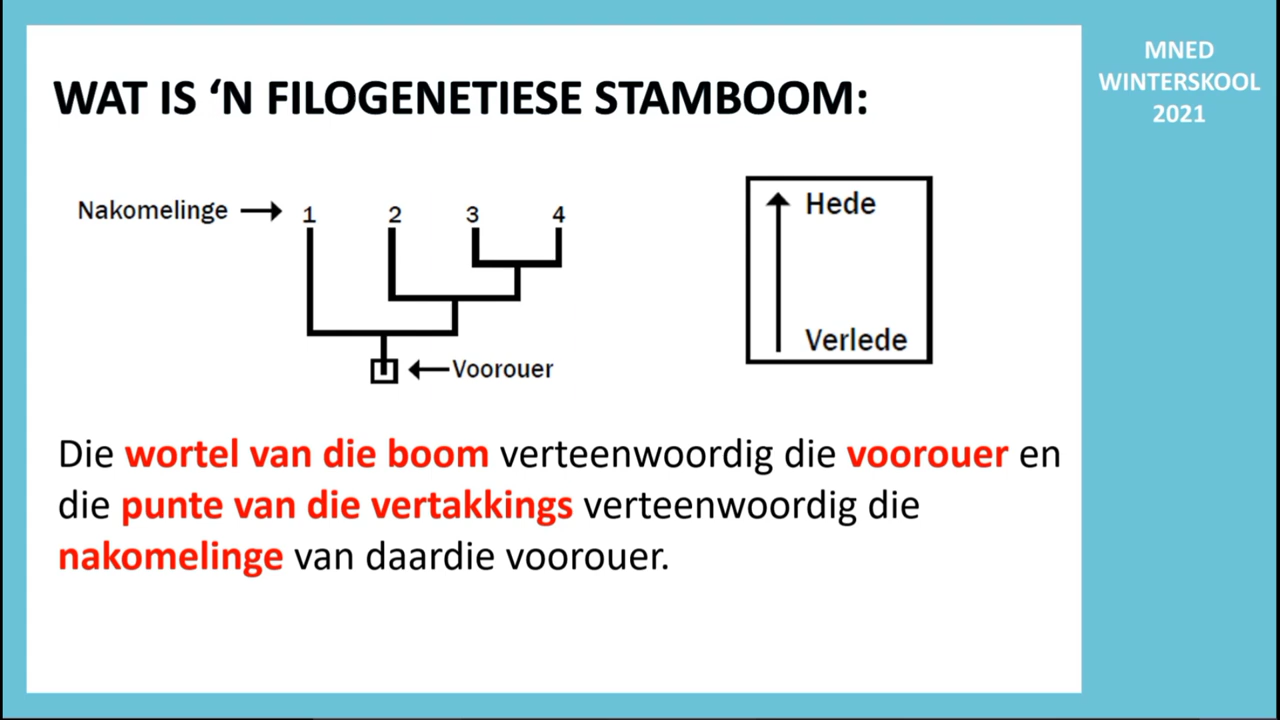 WAT IS ‘N FILOGENETIESE STAMBOOM:
MNED
WINTERSKOOL
2021
Nakomelinge 1 2 3 4
Voorouer
Hede
Verlede
Die wortel van die boom verteenwoordig die voorouer en
die punte van die vertakkings verteenwoordig die
nakomelinge van daardie voorouer.